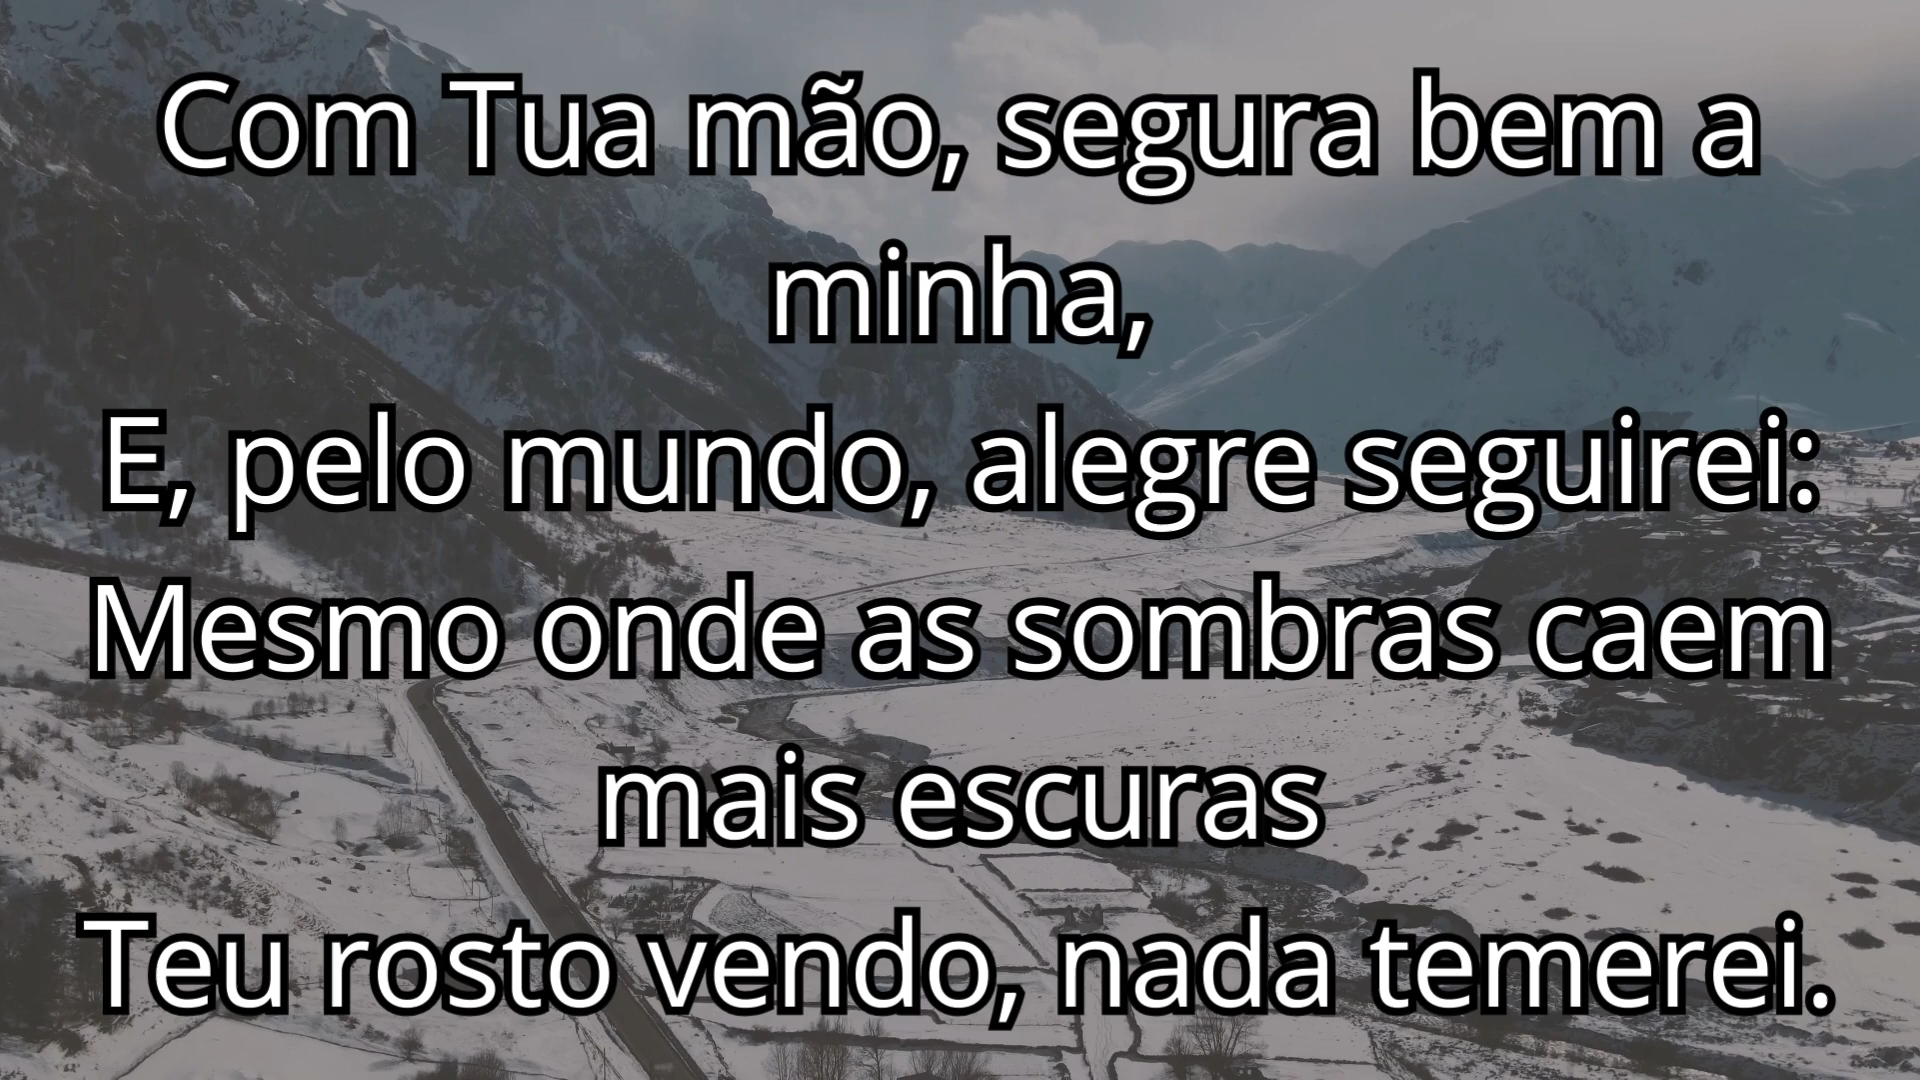 Com Tua mão, segura bem a
minha,
E, pelo mundo, alegre seguirei:
Mesmo onde as sombras caem
mais escuras
Teu rosto vendo, nada temerei.